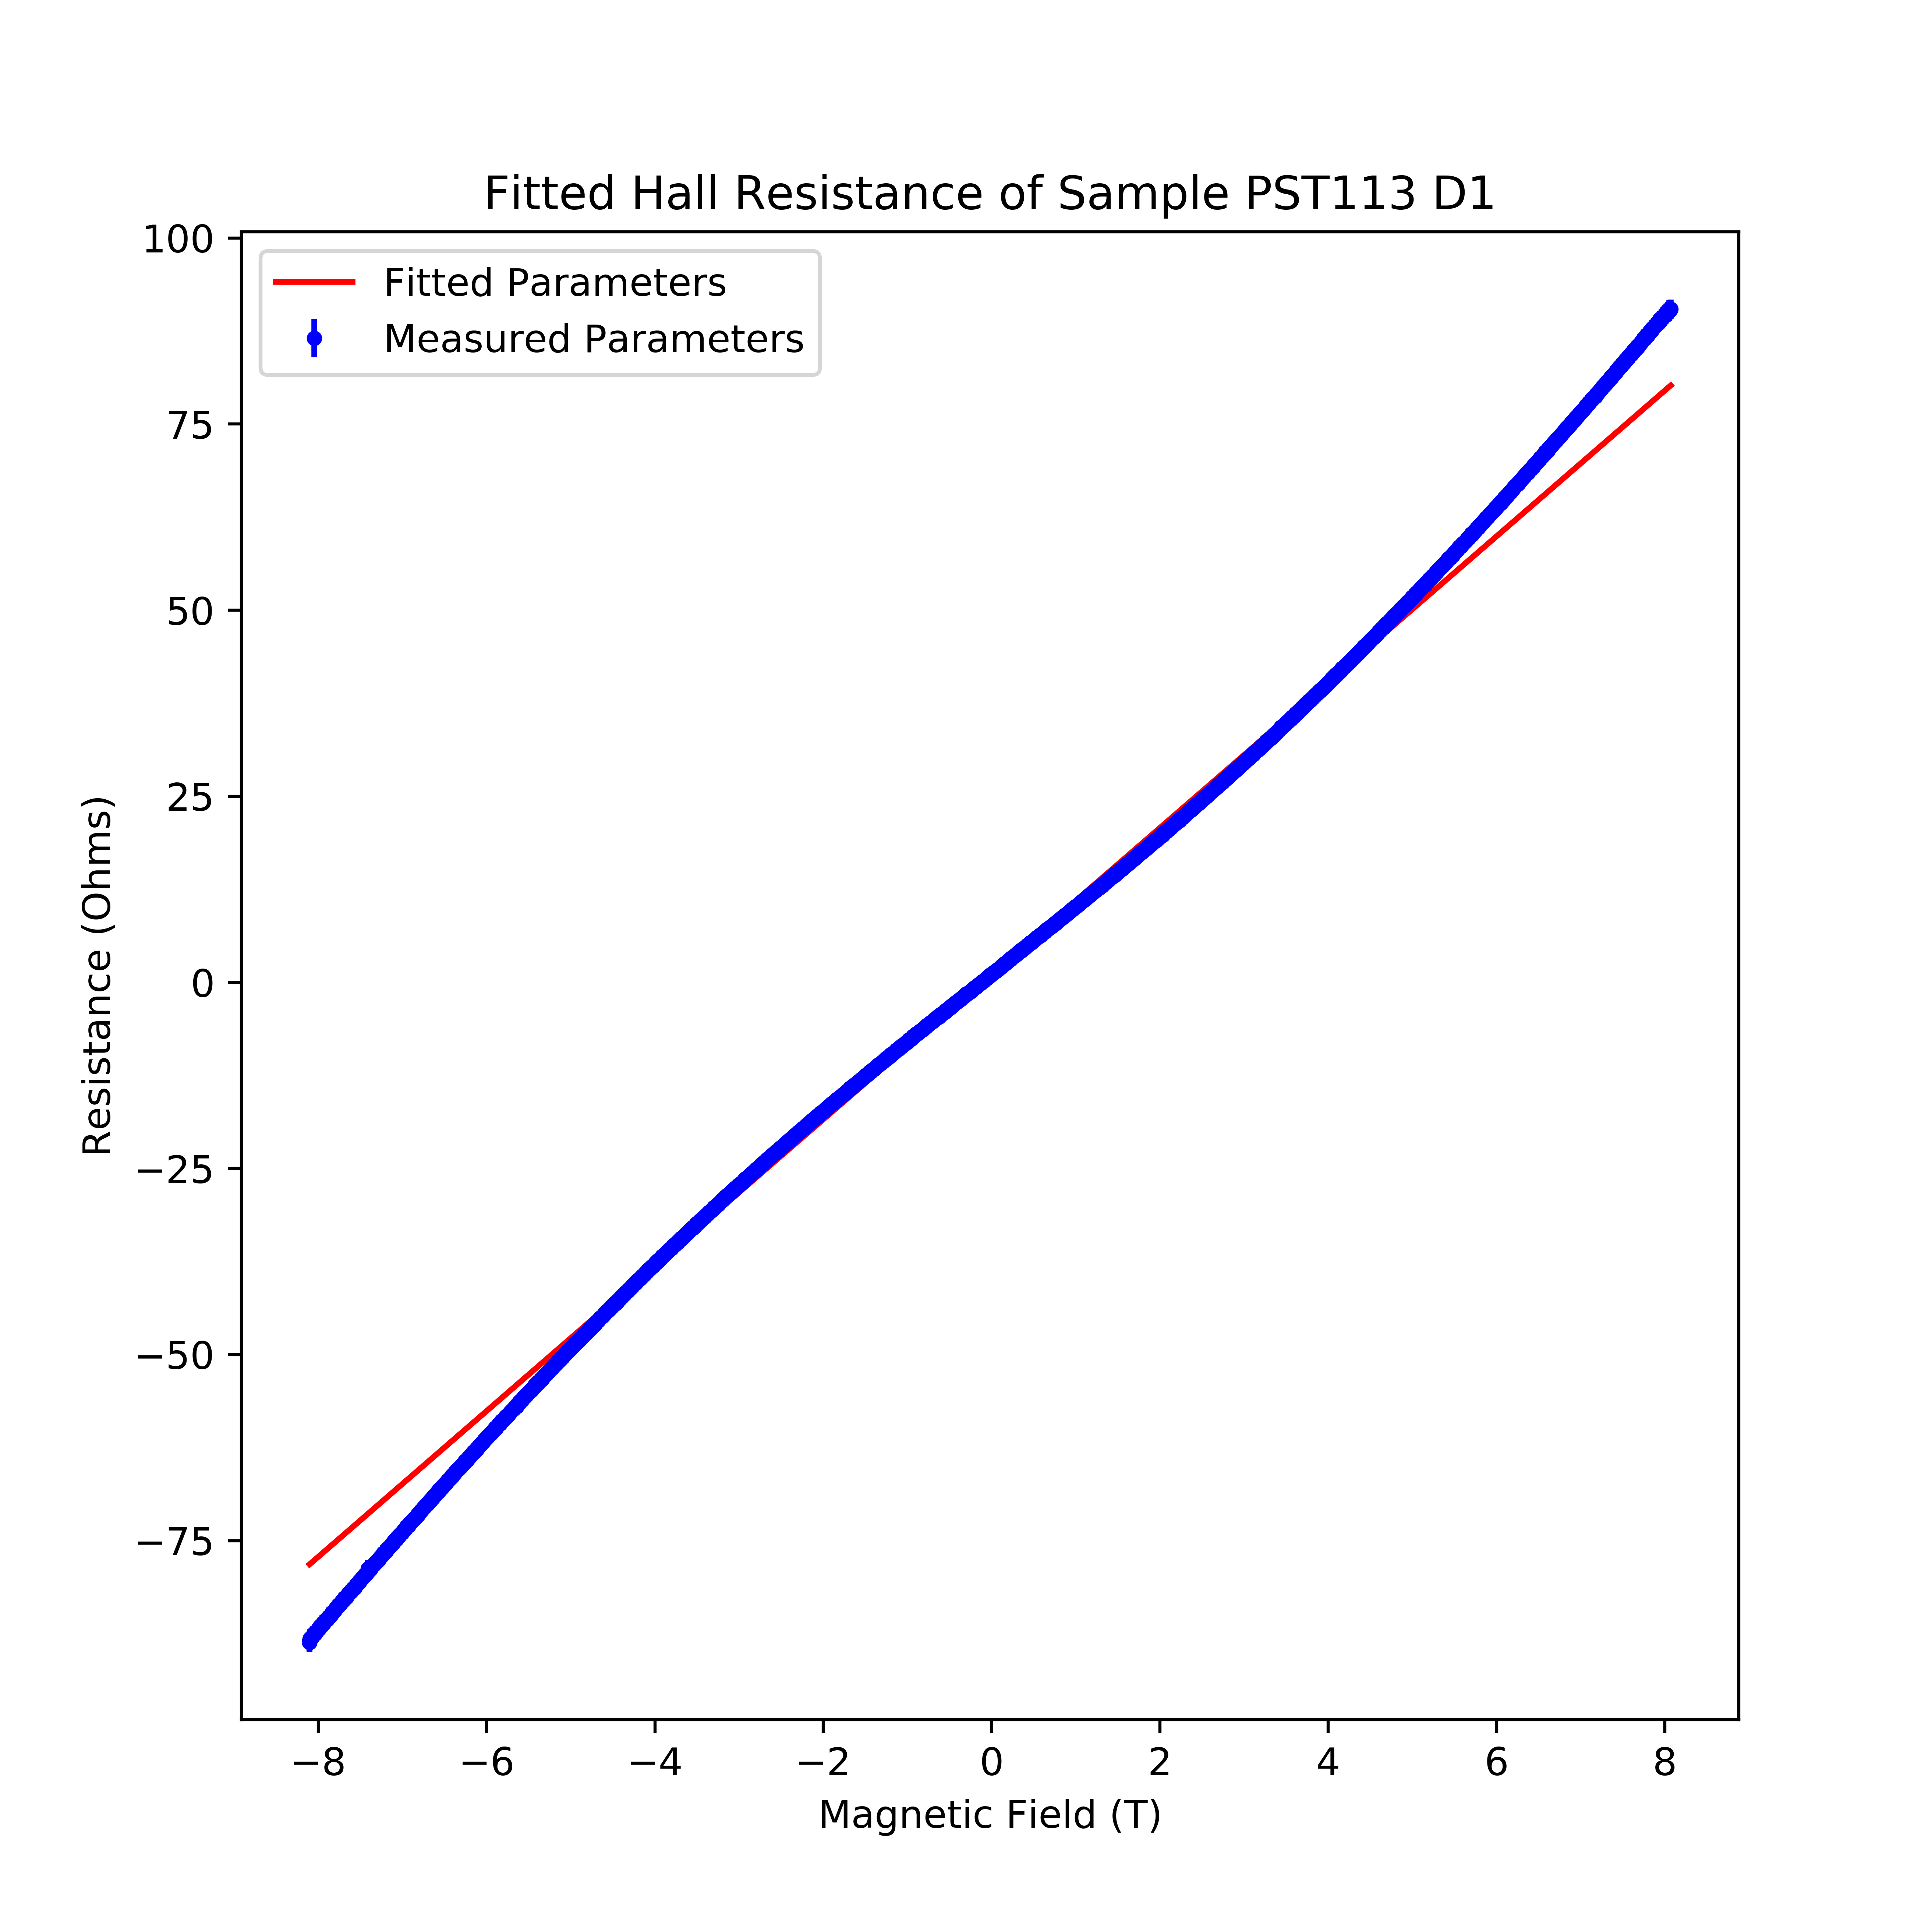 Fitted Hall Resistance of Sample PST113 D1
Fitted Parameters
Measured Parameters
100
75
50
25
0
−25
−50
−75
Resistance (Ohms)
−8 −6 −4 −2 0 2 4 6 8
Magnetic Field (T)